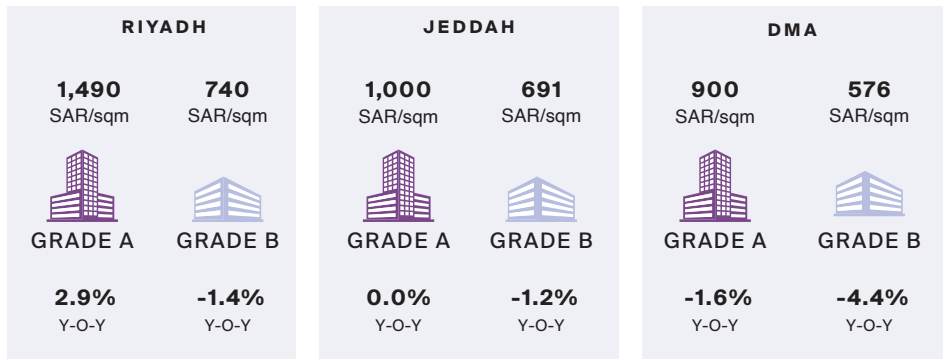 RIYADH
1,490 740
SAR/sqm SAR/sqm
GRADE A GRADE B
2.9% -1.4%
Y-O-Y Y-O-Y
JEDDAH
1,000 691
SAR/sqm SAR/sqm
GRADE A GRADE B
0.0% -1.2%
Y-O-Y Y-O-Y
DMA
900 576
SAR/sqm SAR/sqm
GRADE A GRADE B
-1.6% -4.4%
Y-O-Y Y-O-Y